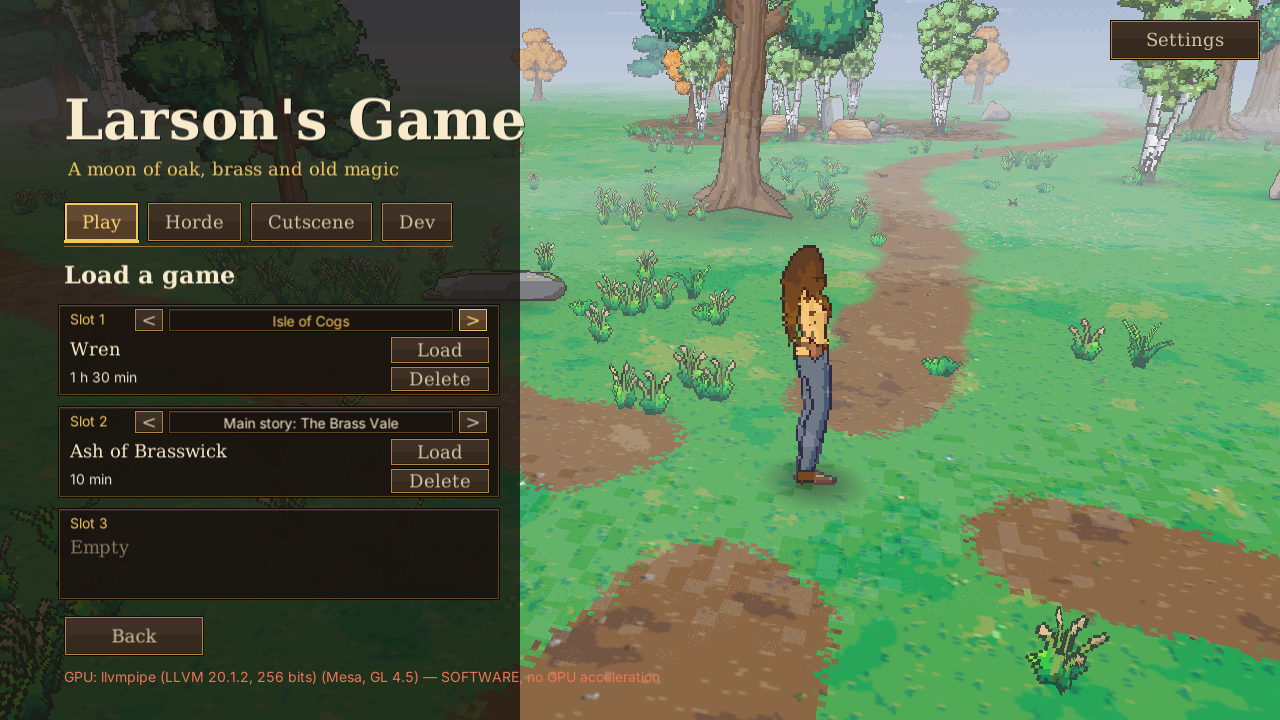 Settings
Larson's Game
A moon of oak, brass and old magic
Play Horde Cutscene Dev
Load a game
Slot 1 < Isle of Cogs >
Wren Load
1 h 30 min Delete
Slot 2 < Main story: The Brass Vale >
Ash of Brasswick Load
10 min Delete
Slot 3
Empty
Back
GPU: llvmpipe (LLVM 20.1.2, 256 bits) (Mesa, GL 4.5) — SOFTWARE, no GPU acceleration